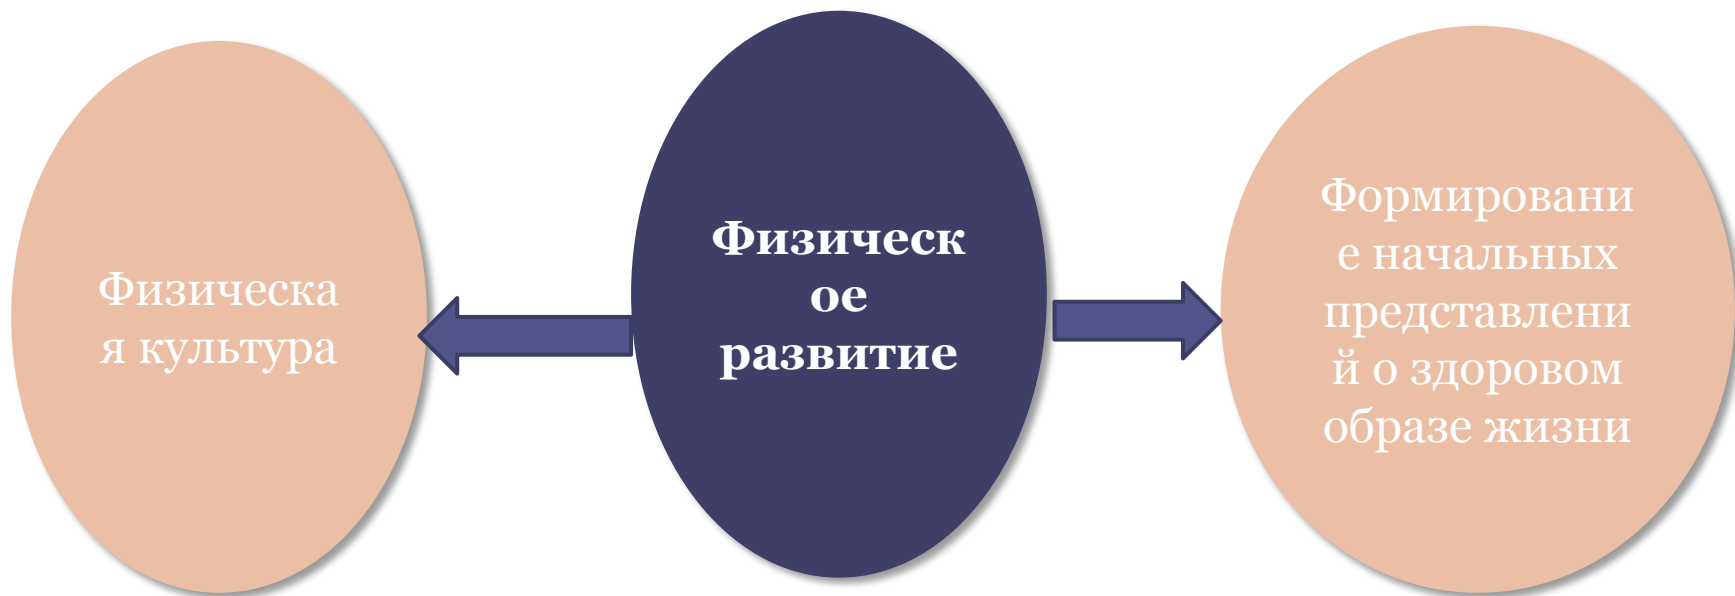 Физическа
я культура
Физическ
ое
развитие
Формировани
е начальных
представлени
й о здоровом
образе жизни